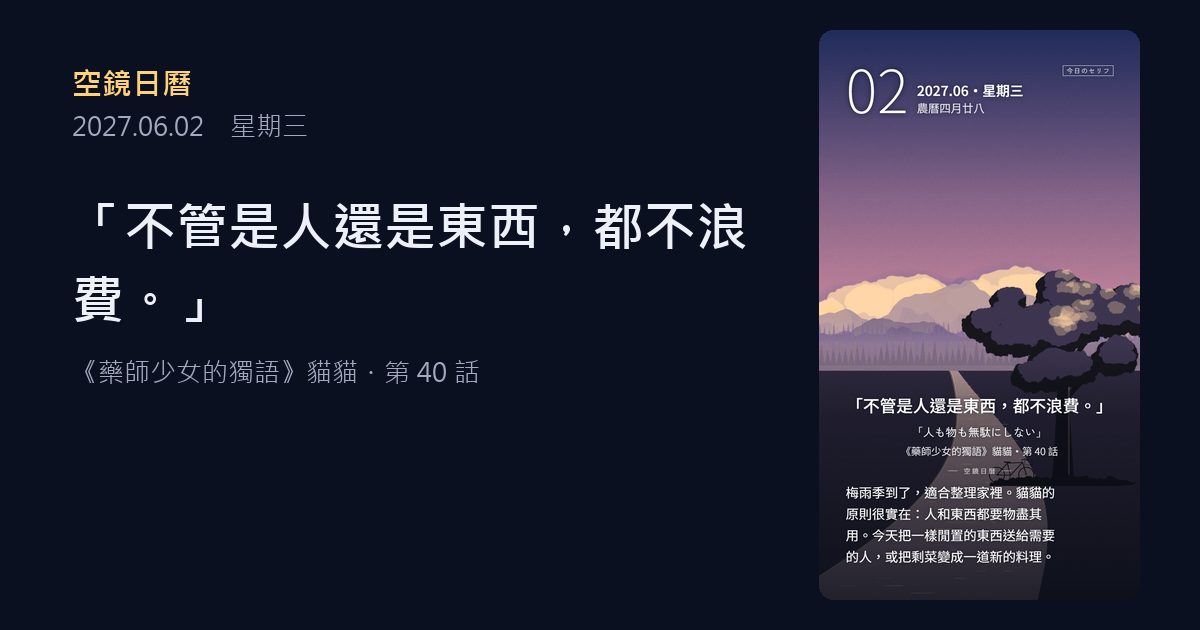 空鏡日曆
2027.06.02 星期三
「不管是人還是東西，都不浪
費。」
《藥師少女的獨語》貓貓・第 40 話
今日のセリフ
02
2027.06・星期三
農曆四月廿八
「不管是人還是東西，都不浪費。」
「人も物も無駄にしない」
《藥師少女的獨語》貓貓・第 40 話
— 空鏡日曆
梅雨季到了，適合整理家裡。貓貓的
原則很實在：人和東西都要物盡其
用。今天把一樣閒置的東西送給需要
的人，或把剩菜變成一道新的料理。